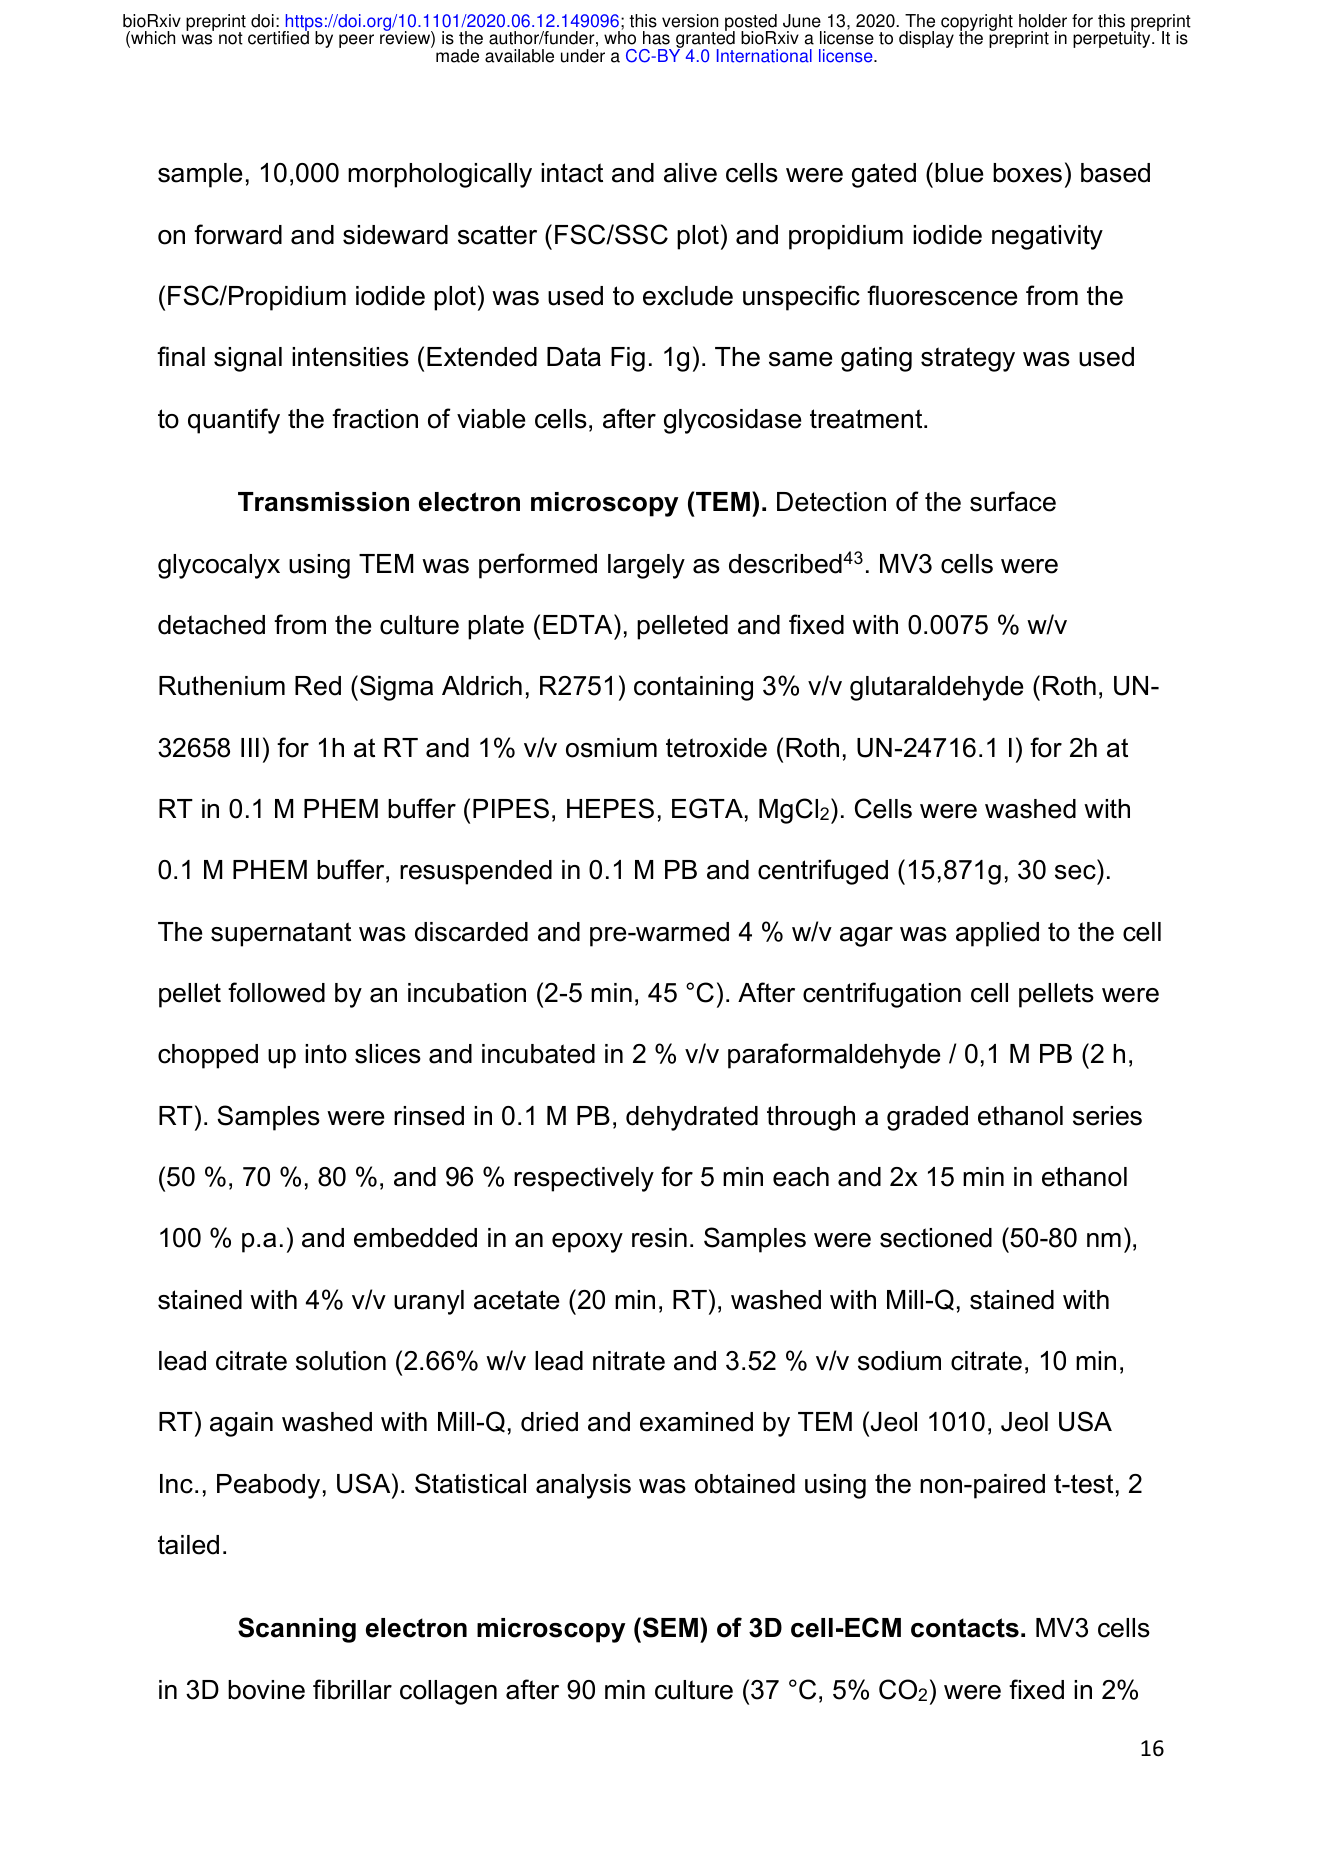 bioRxiv preprint doi: https://doi.org/10.1101/2020.06.12.149096; this version posted June 13, 2020. The copyright holder for this preprint
(which was not certified by peer review) is the author/funder, who has granted bioRxiv a license to display the preprint in perpetuity. It is
made available under a CC-BY 4.0 International license.
sample, 10,000 morphologically intact and alive cells were gated (blue boxes) based
on forward and sideward scatter (FSC/SSC plot) and propidium iodide negativity
(FSC/Propidium iodide plot) was used to exclude unspecific fluorescence from the
final signal intensities (Extended Data Fig. 1g). The same gating strategy was used
to quantify the fraction of viable cells, after glycosidase treatment.
Transmission electron microscopy (TEM). Detection of the surface
glycocalyx using TEM was performed largely as described⁴³. MV3 cells were
detached from the culture plate (EDTA), pelleted and fixed with 0.0075 % w/v
Ruthenium Red (Sigma Aldrich, R2751) containing 3% v/v glutaraldehyde (Roth, UN-
32658 III) for 1h at RT and 1% v/v osmium tetroxide (Roth, UN-24716.1 I) for 2h at
RT in 0.1 M PHEM buffer (PIPES, HEPES, EGTA, MgCl₂). Cells were washed with
0.1 M PHEM buffer, resuspended in 0.1 M PB and centrifuged (15,871g, 30 sec).
The supernatant was discarded and pre-warmed 4 % w/v agar was applied to the cell
pellet followed by an incubation (2-5 min, 45 °C). After centrifugation cell pellets were
chopped up into slices and incubated in 2 % v/v paraformaldehyde / 0,1 M PB (2 h,
RT). Samples were rinsed in 0.1 M PB, dehydrated through a graded ethanol series
(50 %, 70 %, 80 %, and 96 % respectively for 5 min each and 2x 15 min in ethanol
100 % p.a.) and embedded in an epoxy resin. Samples were sectioned (50-80 nm),
stained with 4% v/v uranyl acetate (20 min, RT), washed with Mill-Q, stained with
lead citrate solution (2.66% w/v lead nitrate and 3.52 % v/v sodium citrate, 10 min,
RT) again washed with Mill-Q, dried and examined by TEM (Jeol 1010, Jeol USA
Inc., Peabody, USA). Statistical analysis was obtained using the non-paired t-test, 2
tailed.
Scanning electron microscopy (SEM) of 3D cell-ECM contacts. MV3 cells
in 3D bovine fibrillar collagen after 90 min culture (37 °C, 5% CO₂) were fixed in 2%
16